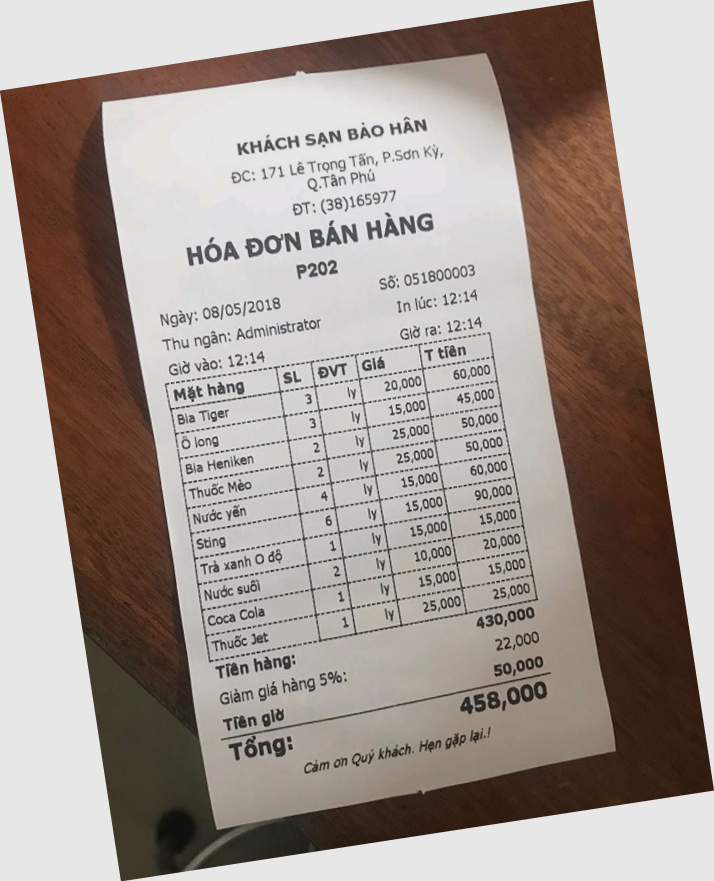 KHÁCH SẠN BẢO HÂN
ĐC: 171 Lê Trọng Tấn, P.Sơn Kỳ,
Q.Tân Phú
ĐT: (38)165977
HÓA ĐƠN BÁN HÀNG
P202
Ngày: 08/05/2018 Số: 051800003
Thu ngân: Administrator In lúc: 12:14
Giờ vào: 12:14 Giờ ra: 12:14
Mặt hàng SL ĐVT Giá T tiền
Bia Tiger 3 ly 20,000 60,000
Ô long 3 ly 15,000 45,000
Bia Heniken 2 ly 25,000 50,000
Thuốc Mèo 2 ly 25,000 50,000
Nước yến 4 ly 15,000 60,000
Sting 6 ly 15,000 90,000
Trà xanh O độ 1 ly 15,000 15,000
Nước suối 2 ly 10,000 20,000
Coca Cola 1 ly 15,000 15,000
Thuốc Jet 1 ly 25,000 25,000
Tiền hàng: 430,000
Giảm giá hàng 5%: 22,000
Tiền giờ 50,000
Tổng: 458,000
Cảm ơn Quý khách. Hẹn gặp lại.!